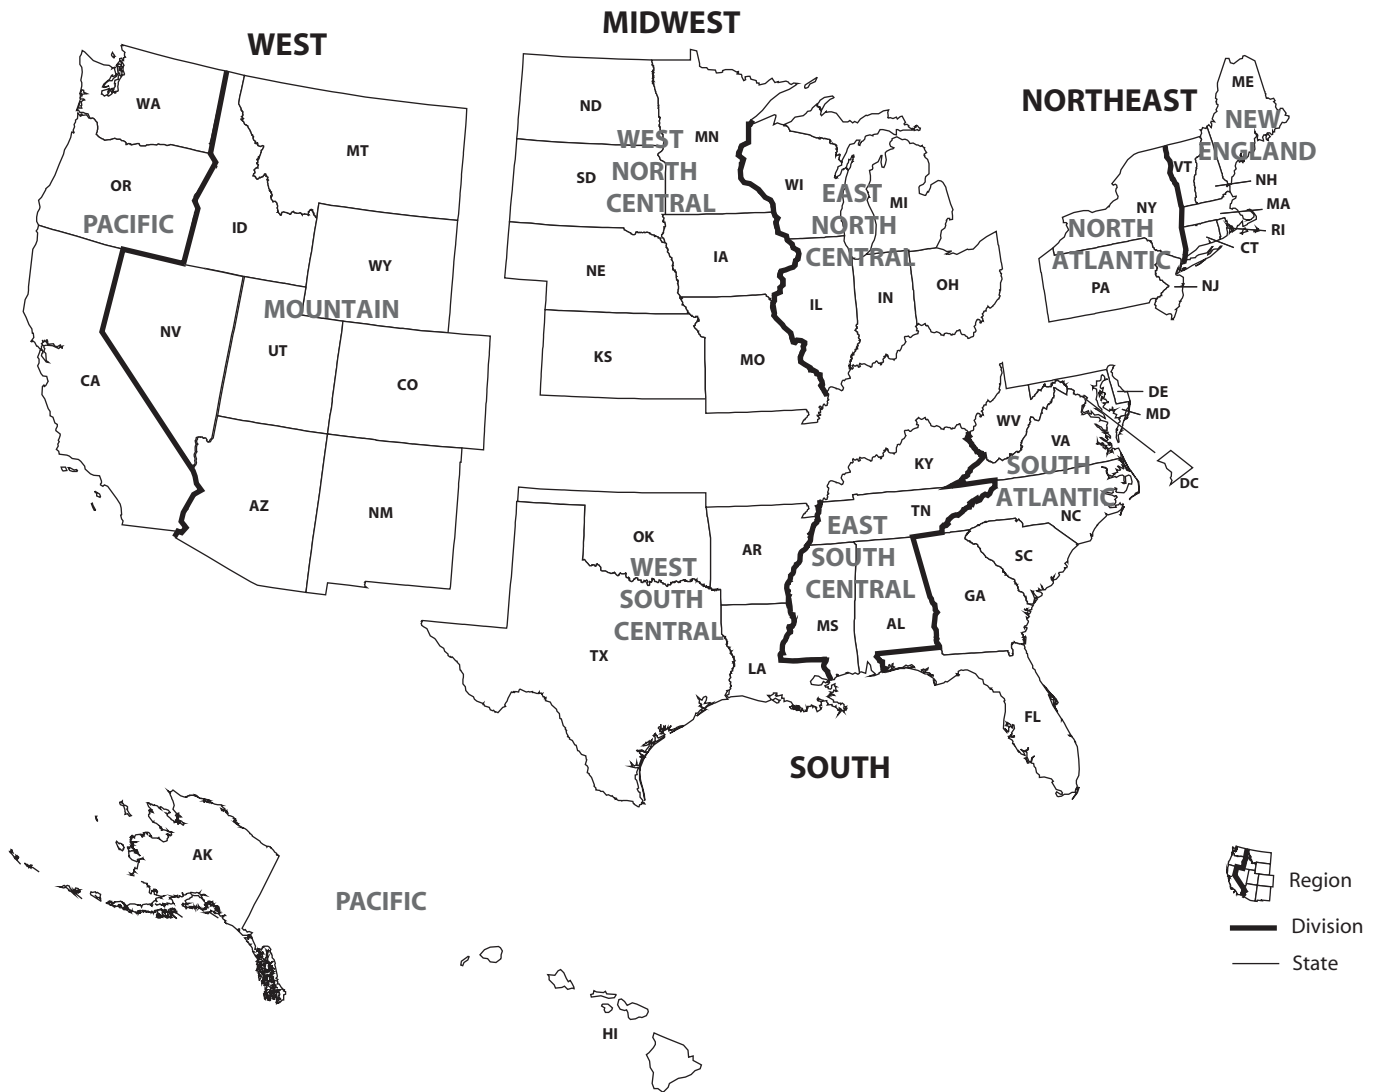 WEST
WA
OR
PACIFIC
CA
MT
ID
WY
MOUNTAIN
NV
UT
CO
AZ
NM
MIDWEST
ND
MN
WEST
NORTH
CENTRAL
SD
NE
IA
KS
MO
WI
MI
EAST
NORTH
CENTRAL
IL
IN
OH
NORTHEAST
ME
NEW
ENGLAND
VT
NH
MA
RI
CT
NY
NORTH
ATLANTIC
PA
NJ
DE
MD
WV
VA
DC
KY
SOUTH
ATLANTIC
NC
TN
EAST
SOUTH
CENTRAL
SC
GA
MS
AL
FL
OK
AR
WEST
SOUTH
CENTRAL
TX
LA
SOUTH
AK
PACIFIC
HI
Region
Division
State